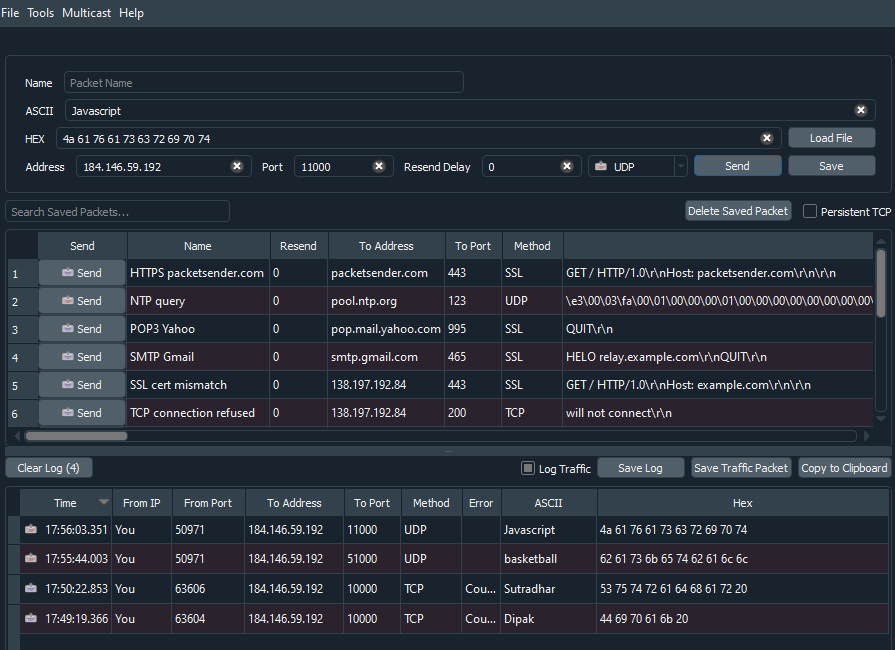 File Tools Multicast Help
Name Packet Name
ASCII Javascript
HEX 4a 61 76 61 73 63 72 69 70 74 Load File
Address 184.146.59.192 Port 11000 Resend Delay 0 UDP Send Save
Search Saved Packets... Delete Saved Packet Persistent TCP
Send Name Resend To Address To Port Method
1 Send HTTPS packetsender.com 0 packetsender.com 443 SSL GET / HTTP/1.0\r\nHost: packetsender.com\r\n\r\n
2 Send NTP query 0 pool.ntp.org 123 UDP \e3\00\03\fa\00\01\00\00\00\01\00\00\00\00\00\00\00\
3 Send POP3 Yahoo 0 pop.mail.yahoo.com 995 SSL QUIT\r\n
4 Send SMTP Gmail 0 smtp.gmail.com 465 SSL HELO relay.example.com\r\nQUIT\r\n
5 Send SSL cert mismatch 0 138.197.192.84 443 SSL GET / HTTP/1.0\r\nHost: example.com\r\n\r\n
6 Send TCP connection refused 0 138.197.192.84 200 TCP will not connect\r\n
Clear Log (4) Log Traffic Save Log Save Traffic Packet Copy to Clipboard
Time From IP From Port To Address To Port Method Error ASCII Hex
17:56:03.351 You 50971 184.146.59.192 11000 UDP Javascript 4a 61 76 61 73 63 72 69 70 74
17:55:44.003 You 50971 184.146.59.192 51000 UDP basketball 62 61 73 6b 65 74 62 61 6c 6c
17:50:22.853 You 63606 184.146.59.192 10000 TCP Cou... Sutradhar 53 75 74 72 61 64 68 61 72 20
17:49:19.366 You 63604 184.146.59.192 10000 TCP Cou... Dipak 44 69 70 61 6b 20